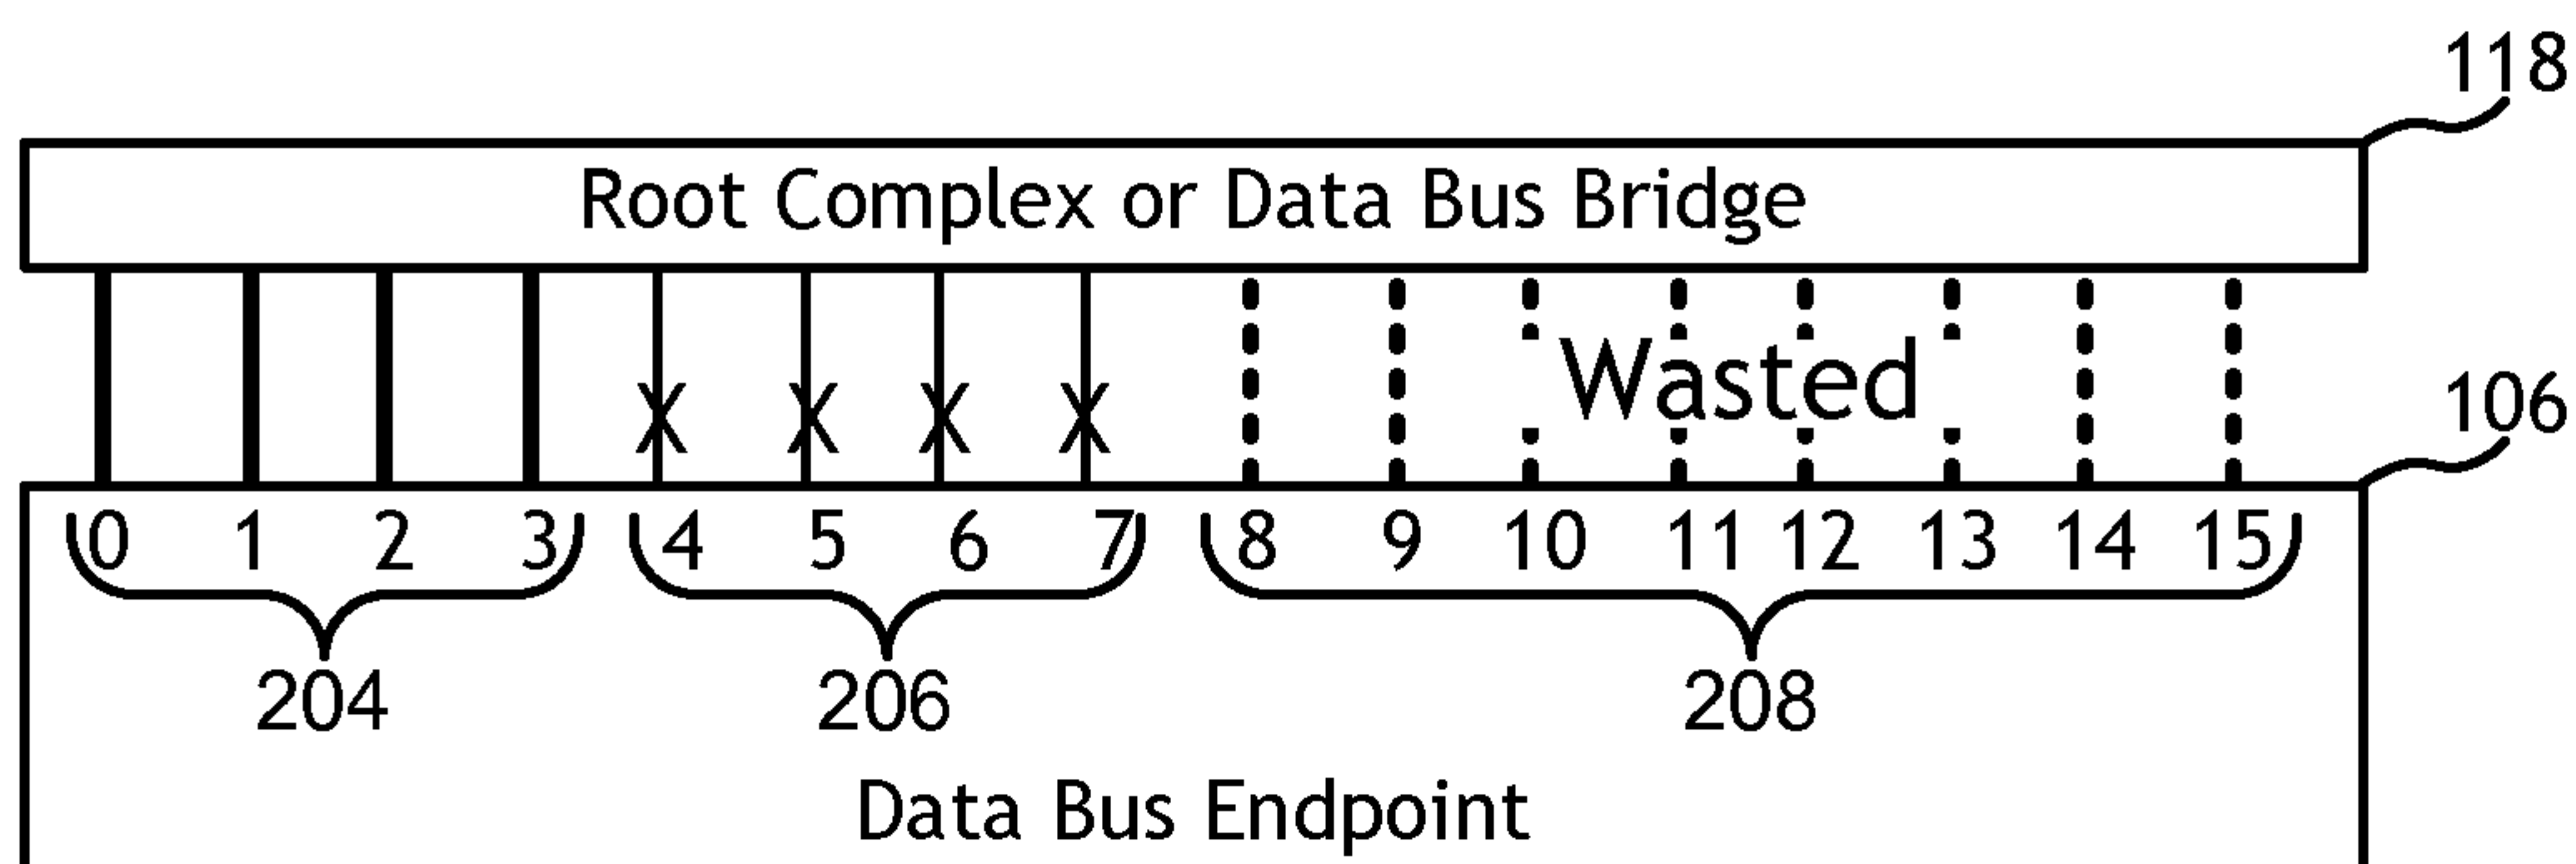 118
Root Complex or Data Bus Bridge
X X X X
Wasted
106
0 1 2 3 4 5 6 7 8 9 10 11 12 13 14 15
204 206 208
Data Bus Endpoint